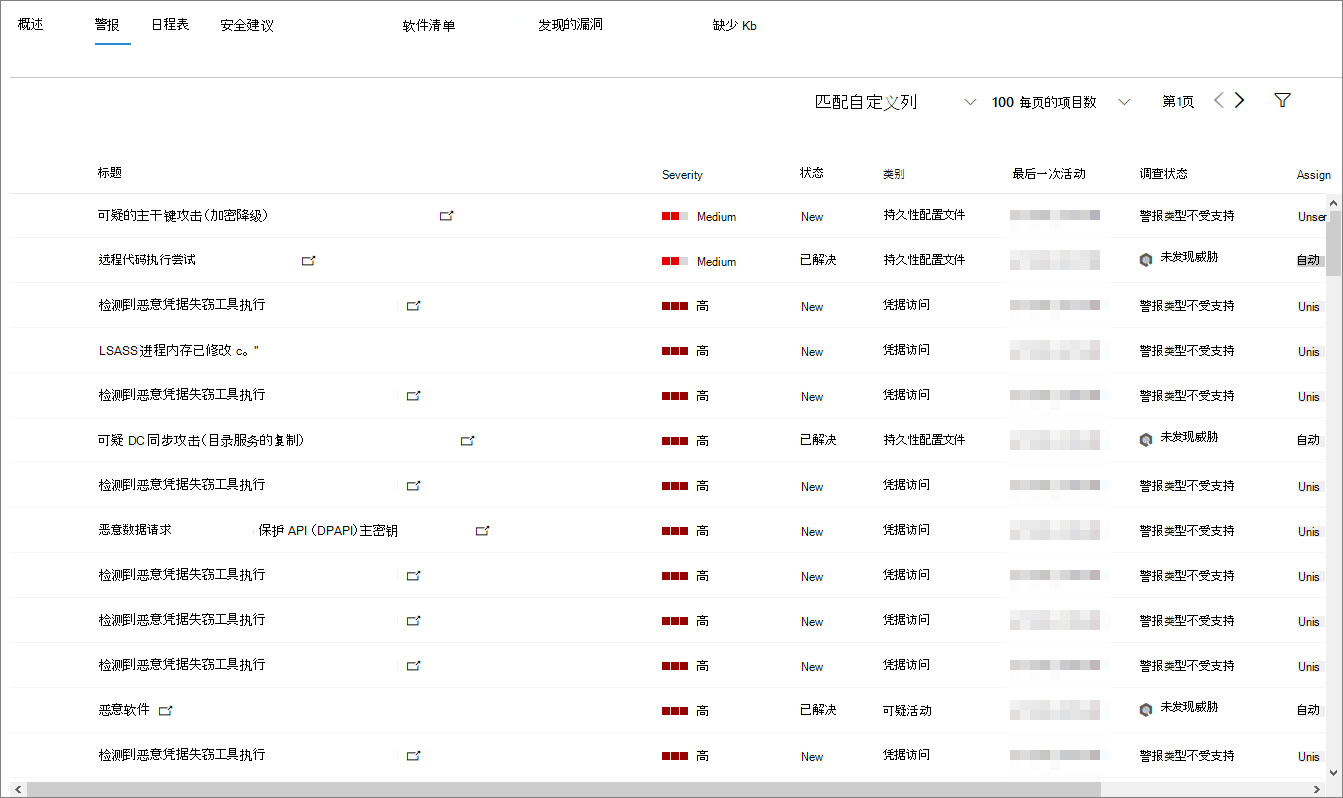 概述 警报 日程表 安全建议 软件清单 发现的漏洞 缺少 Kb
匹配自定义列 100 每页的项目数 第1页
标题 Severity 状态 类别 最后一次活动 调查状态 Assign
可疑的主干键攻击(加密降级) Medium New 持久性配置文件 警报类型不受支持 Unser
远程代码执行尝试 Medium 已解决 持久性配置文件 未发现威胁 自动
检测到恶意凭据失窃工具执行 高 New 凭据访问 警报类型不受支持 Unis
LSASS进程内存已修改 c。" 高 New 凭据访问 警报类型不受支持 Unis
检测到恶意凭据失窃工具执行 高 New 凭据访问 警报类型不受支持 Unis
可疑 DC 同步攻击(目录服务的复制) 高 已解决 持久性配置文件 未发现威胁 自动
检测到恶意凭据失窃工具执行 高 New 凭据访问 警报类型不受支持 Unis
恶意数据请求 保护 API (DPAPI)主密钥 高 New 凭据访问 警报类型不受支持 Unis
检测到恶意凭据失窃工具执行 高 New 凭据访问 警报类型不受支持 Unis
检测到恶意凭据失窃工具执行 高 New 凭据访问 警报类型不受支持 Unis
检测到恶意凭据失窃工具执行 高 New 凭据访问 警报类型不受支持 Unis
恶意软件 高 已解决 可疑活动 未发现威胁 自动
检测到恶意凭据失窃工具执行 高 New 凭据访问 警报类型不受支持 Unis